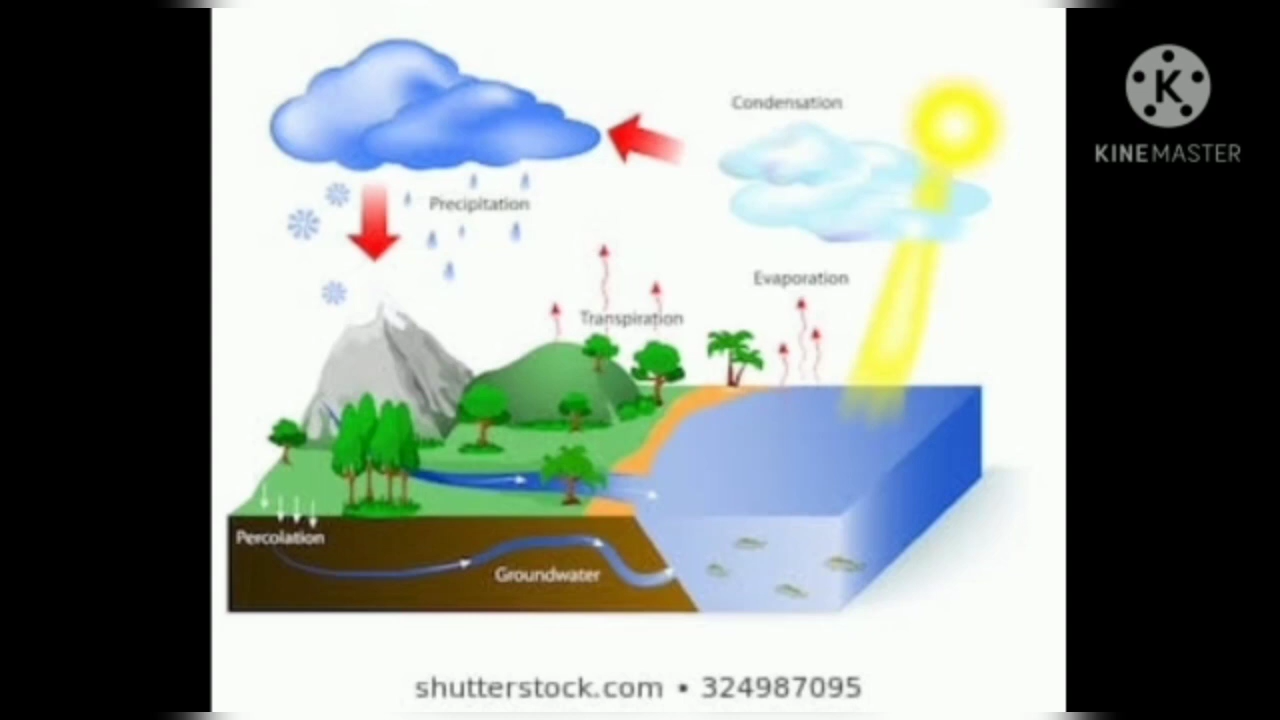 Condensation
KINEMASTER
Precipitation
Evaporation
Transpiration
Percolation
Groundwater
shutterstock.com • 324987095